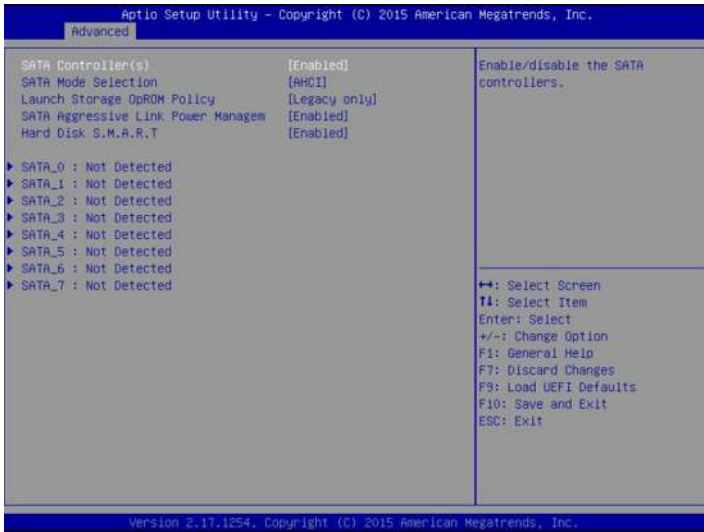 Aptio Setup Utility – Copyright (C) 2015 American Megatrends, Inc.
Advanced
SATA Controller(s) [Enabled]
SATA Mode Selection [AHCI]
Launch Storage OpROM Policy [Legacy only]
SATA Aggressive Link Power Managem [Enabled]
Hard Disk S.M.A.R.T [Enabled]
SATA_0 : Not Detected
SATA_1 : Not Detected
SATA_2 : Not Detected
SATA_3 : Not Detected
SATA_4 : Not Detected
SATA_5 : Not Detected
SATA_6 : Not Detected
SATA_7 : Not Detected
Enable/disable the SATA
controllers.
↔: Select Screen
↑↓: Select Item
Enter: Select
+/-: Change Option
F1: General Help
F7: Discard Changes
F9: Load UEFI Defaults
F10: Save and Exit
ESC: Exit
Version 2.17.1254. Copyright (C) 2015 American Megatrends, Inc.